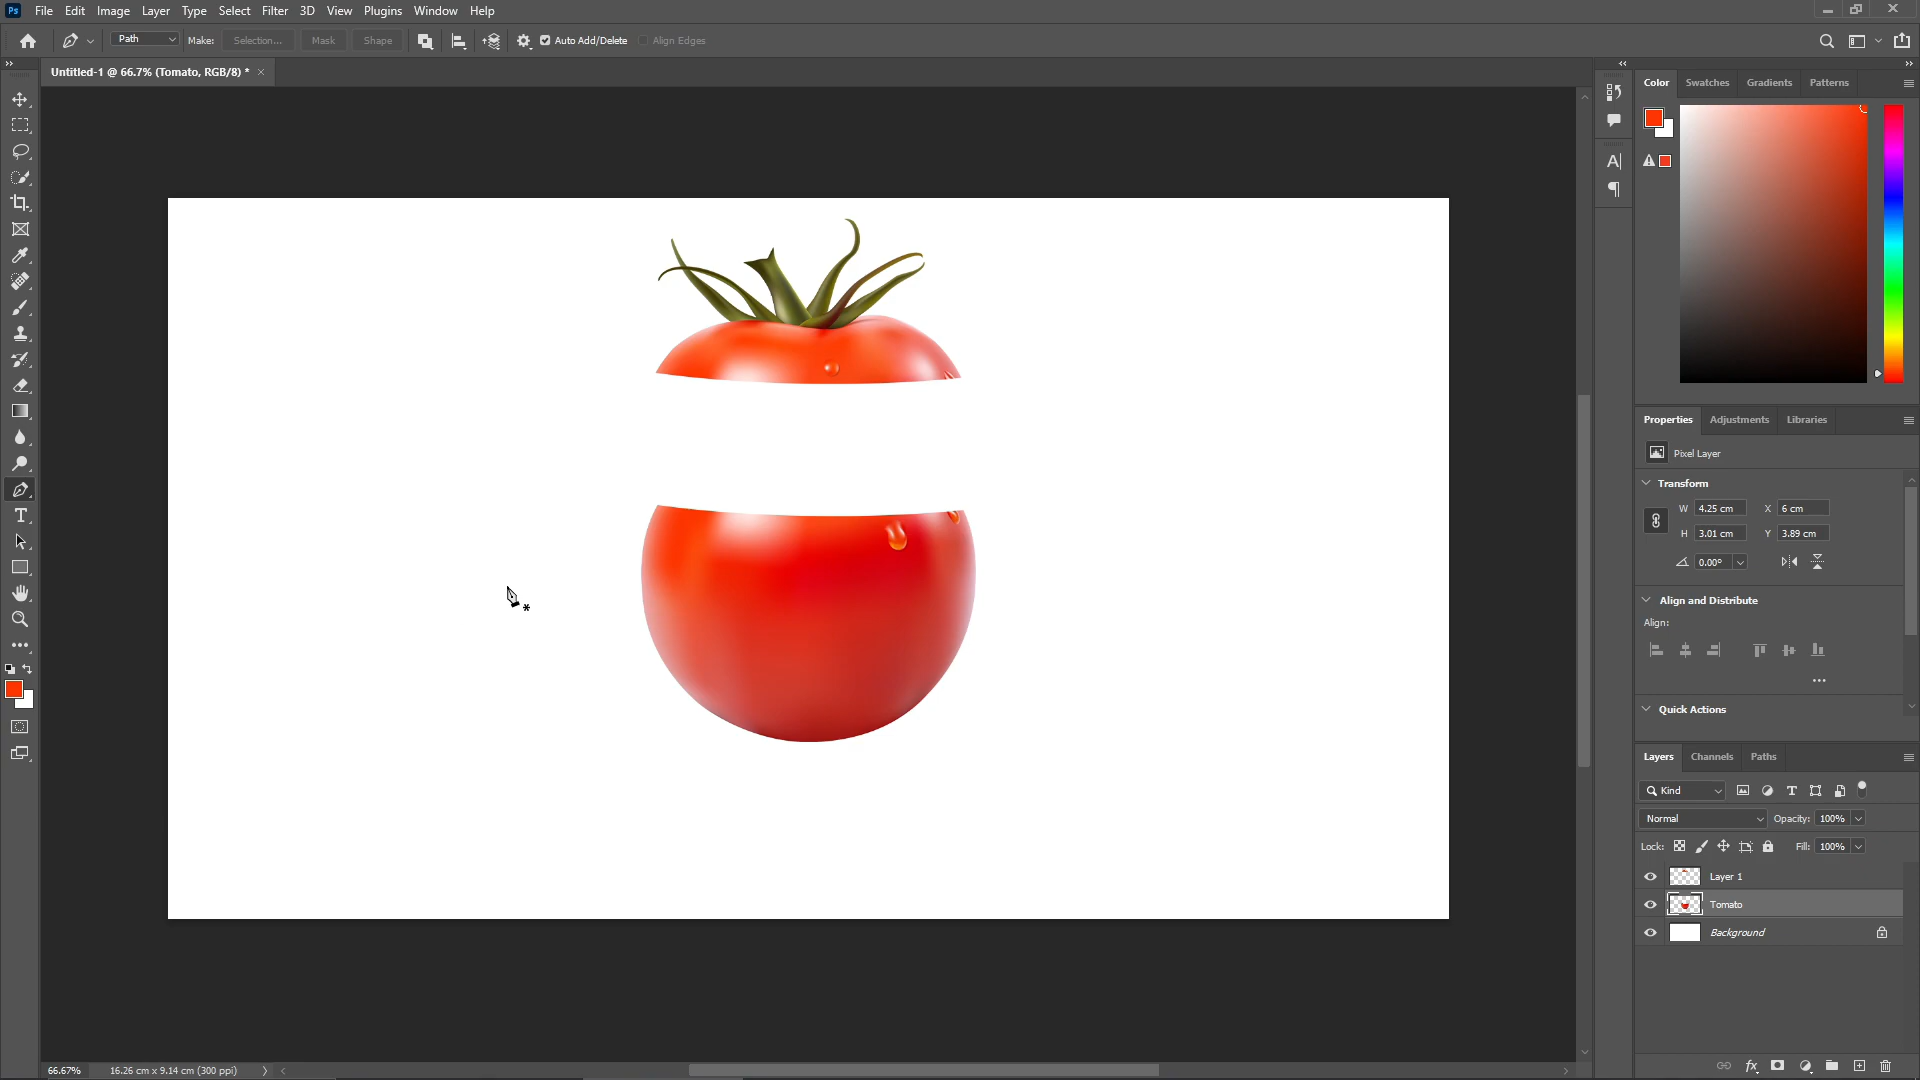 Ps File Edit Image Layer Type Select Filter 3D View Plugins Window Help
Path Make: Selection... Mask Shape Auto Add/Delete Align Edges
Untitled-1 @ 66.7% (Tomato, RGB/8) * ×
Color Swatches Gradients Patterns
Properties Adjustments Libraries
Pixel Layer
Transform
W 4.25 cm X 6 cm
H 3.01 cm Y 3.89 cm
0.00°
Align and Distribute
Align:
Quick Actions
Layers Channels Paths
Kind
Normal Opacity: 100%
Lock: Fill: 100%
Layer 1
Tomato
Background
66.67% 16.26 cm x 9.14 cm (300 ppi)